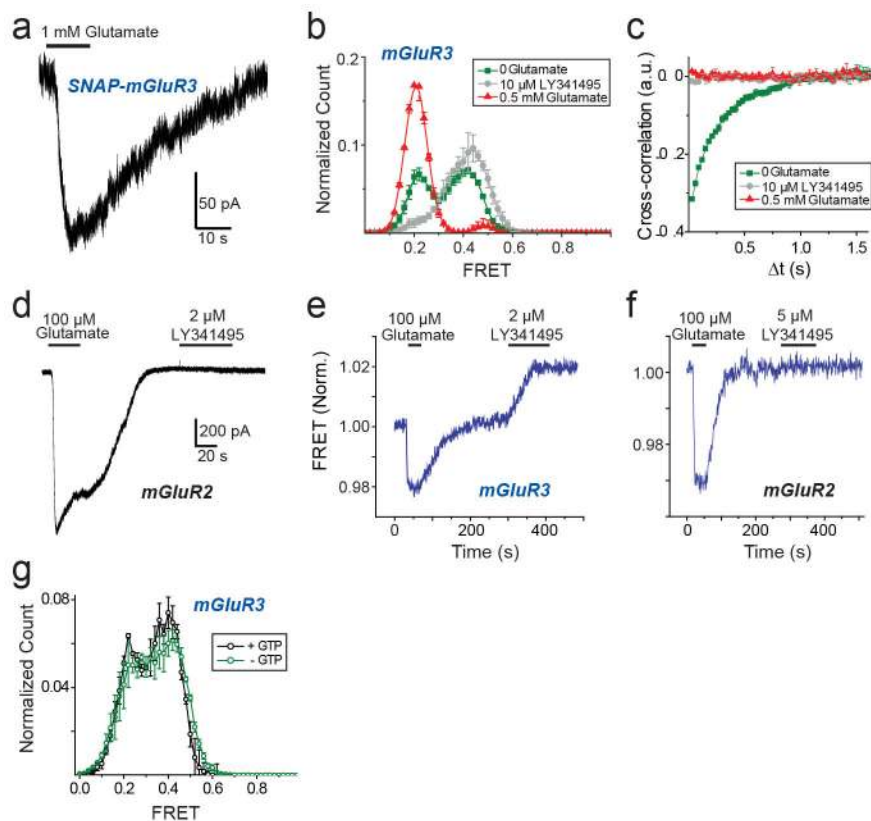 a
1 mM Glutamate
SNAP-mGluR3
50 pA
10 s
b
mGluR3
0 Glutamate
10 μM LY341495
0.5 mM Glutamate
Normalized Count
0.2
0.1
0
0.2 0.4 0.6 0.8
FRET
c
Cross-correlation (a.u.)
0
0.2
0.4
0 Glutamate
10 μM LY341495
0.5 mM Glutamate
0.5 1.0 1.5
Δt (s)
d
100 μM
Glutamate
2 μM
LY341495
200 pA
20 s
mGluR2
e
100 μM
Glutamate
2 μM
LY341495
FRET (Norm.)
1.02
1.00
0.98
mGluR3
0 200 400
Time (s)
f
100 μM
Glutamate
5 μM
LY341495
1.00
0.98
mGluR2
0 200 400
Time (s)
g
mGluR3
+ GTP
- GTP
Normalized Count
0.08
0.04
0.0 0.2 0.4 0.6 0.8
FRET